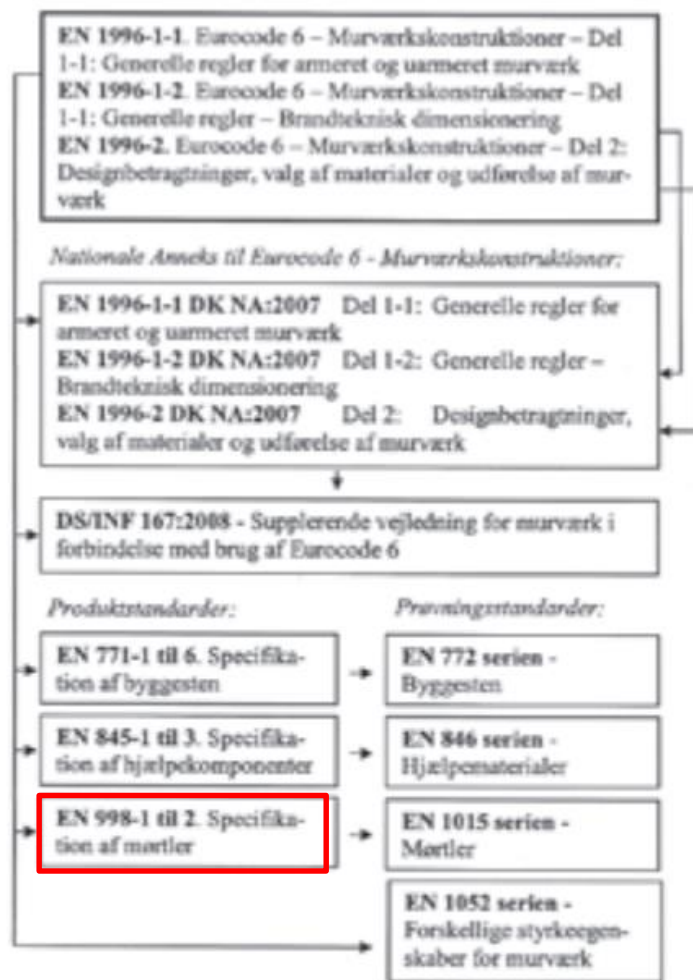 EN 1996-1-1. Eurocode 6 – Murværkskonstruktioner – Del
1-1: Generelle regler for armeret og uarmeret murværk
EN 1996-1-2. Eurocode 6 – Murværkskonstruktioner – Del
1-1: Generelle regler – Brandteknisk dimensionering
EN 1996-2. Eurocode 6 – Murværkskonstruktioner – Del 2:
Designbetragtninger, valg af materialer og udførelse af mur-
værk
Nationale Anneks til Eurocode 6 - Murværkskonstruktioner:
EN 1996-1-1 DK NA:2007 Del 1-1: Generelle regler for
armeret og uarmeret murværk
EN 1996-1-2 DK NA:2007 Del 1-2: Generelle regler –
Brandteknisk dimensionering
EN 1996-2 DK NA:2007 Del 2: Designbetragtninger,
valg af materialer og udførelse af murværk
DS/INF 167:2008 - Supplerende vejledning for murværk i
forbindelse med brug af Eurocode 6
Produktstandarder:
EN 771-1 til 6. Specifika-
tion af byggesten
EN 845-1 til 3. Specifika-
tion af hjælpekomponenter
EN 998-1 til 2. Specifika-
tion af mørtler
Prøvningsstandarder:
EN 772 serien -
Byggesten
EN 846 serien -
Hjælpematerialer
EN 1015 serien -
Mørtler
EN 1052 serien -
Forskellige styrkeegen-
skaber for murværk